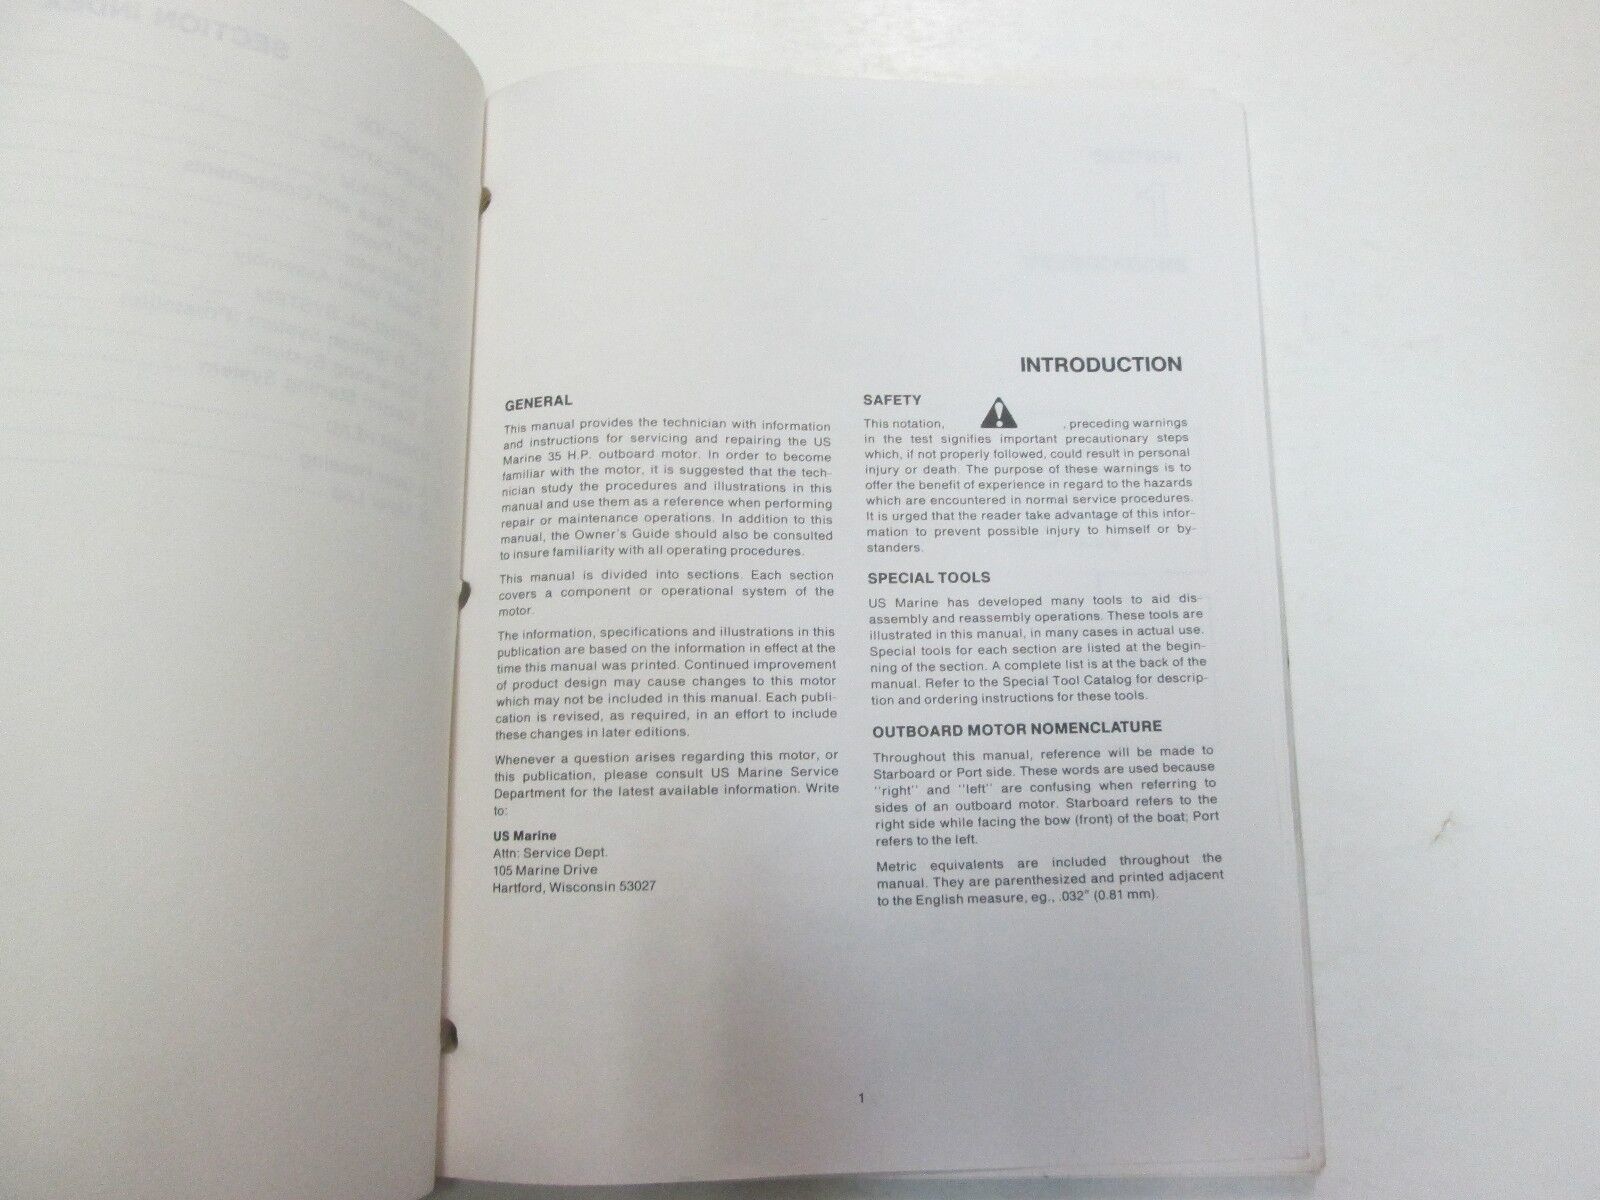 SECTION INDEX
INTRODUCTION
GENERAL
This manual provides the technician with information
and instructions for servicing and repairing the US
Marine 35 H.P. outboard motor. In order to become
familiar with the motor, it is suggested that the tech-
nician study the procedures and illustrations in this
manual and use them as a reference when performing
repair or maintenance operations. In addition to this
manual, the Owner's Guide should also be consulted
to insure familiarity with all operating procedures.
This manual is divided into sections. Each section
covers a component or operational system of the
motor.
The information, specifications and illustrations in this
publication are based on the information in effect at the
time this manual was printed. Continued improvement
of product design may cause changes to this motor
which may not be included in this manual. Each publi-
cation is revised, as required, in an effort to include
these changes in later editions.
Whenever a question arises regarding this motor, or
this publication, please consult US Marine Service
Department for the latest available information. Write
to:
US Marine
Attn: Service Dept.
105 Marine Drive
Hartford, Wisconsin 53027
SAFETY
This notation, , preceding warnings
in the test signifies important precautionary steps
which, if not properly followed, could result in personal
injury or death. The purpose of these warnings is to
offer the benefit of experience in regard to the hazards
which are encountered in normal service procedures.
It is urged that the reader take advantage of this infor-
mation to prevent possible injury to himself or by-
standers.
SPECIAL TOOLS
US Marine has developed many tools to aid dis-
assembly and reassembly operations. These tools are
illustrated in this manual, in many cases in actual use.
Special tools for each section are listed at the begin-
ning of the section. A complete list is at the back of the
manual. Refer to the Special Tool Catalog for descrip-
tion and ordering instructions for these tools.
OUTBOARD MOTOR NOMENCLATURE
Throughout this manual, reference will be made to
Starboard or Port side. These words are used because
"right" and "left" are confusing when referring to
sides of an outboard motor. Starboard refers to the
right side while facing the bow (front) of the boat; Port
refers to the left.
Metric equivalents are included throughout the
manual. They are parenthesized and printed adjacent
to the English measure, eg., .032" (0.81 mm).
1